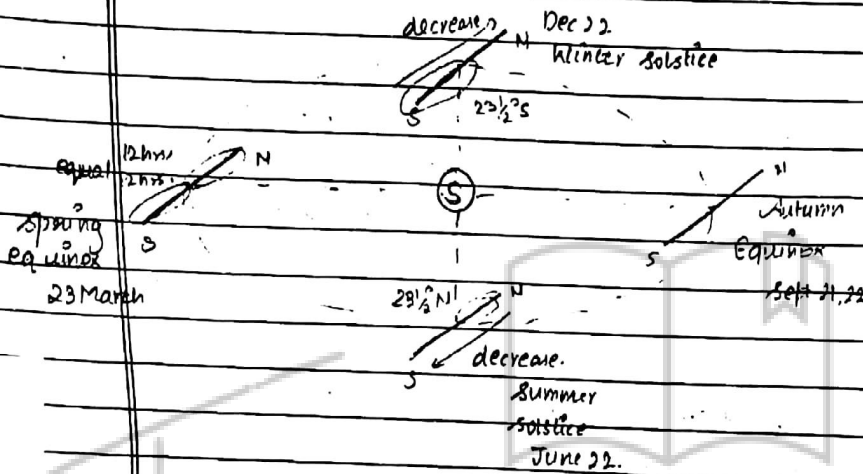 decrease. N Dec 22.
Winter solstice
S 23½°S
equal 12hrs N
12hrs.
S
spring
equinox S
23 March
N
Autumn
S Equinox
Sept 21,22
23½°N N
S decrease.
summer
solstice
June 22.